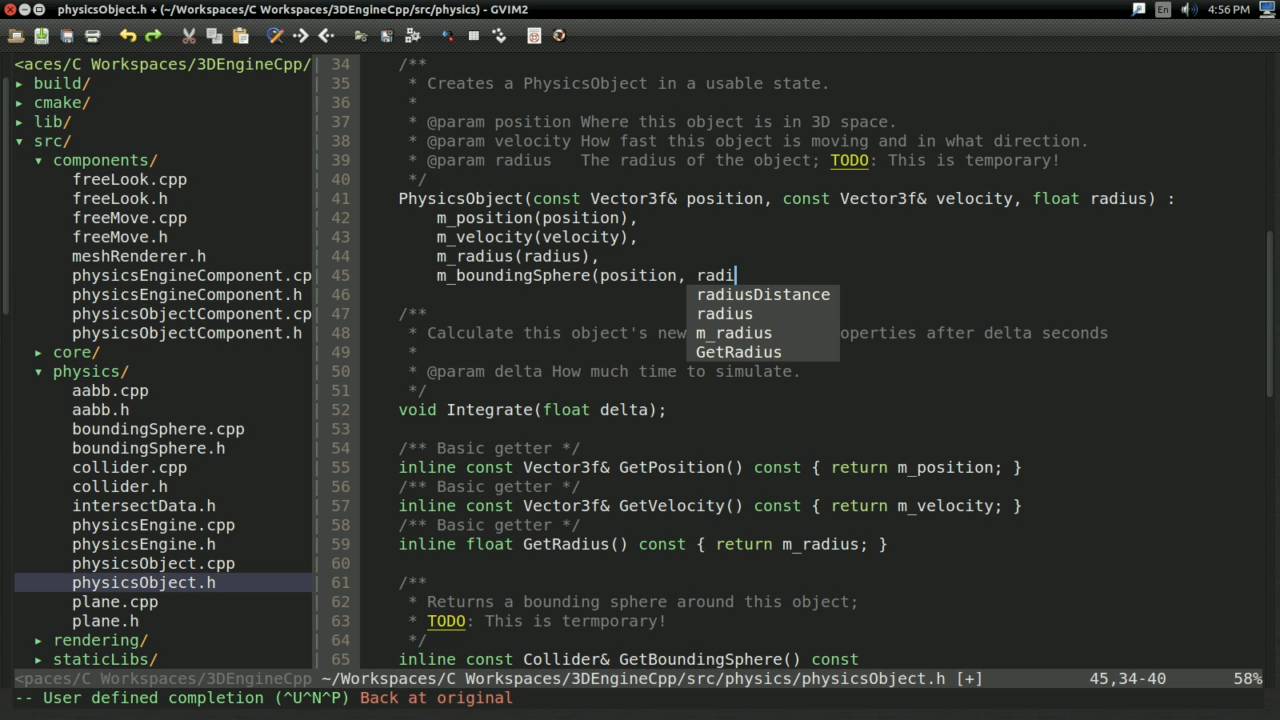 physicsObject.h + (~/Workspaces/C Workspaces/3DEngineCpp/src/physics) - GVIM2
En
4:56 PM
<aces/C Workspaces/3DEngineCpp/
▸ build/
▸ cmake/
▸ lib/
▾ src/
▾ components/
freeLook.cpp
freeLook.h
freeMove.cpp
freeMove.h
meshRenderer.h
physicsEngineComponent.cp
physicsEngineComponent.h
physicsObjectComponent.cp
physicsObjectComponent.h
▸ core/
▾ physics/
aabb.cpp
aabb.h
boundingSphere.cpp
boundingSphere.h
collider.cpp
collider.h
intersectData.h
physicsEngine.cpp
physicsEngine.h
physicsObject.cpp
physicsObject.h
plane.cpp
plane.h
▸ rendering/
▸ staticLibs/
34 /**
35 * Creates a PhysicsObject in a usable state.
36 *
37 * @param position Where this object is in 3D space.
38 * @param velocity How fast this object is moving and in what direction.
39 * @param radius   The radius of the object; TODO: This is temporary!
40 */
41 PhysicsObject(const Vector3f& position, const Vector3f& velocity, float radius) :
42 m_position(position),
43 m_velocity(velocity),
44 m_radius(radius),
45 m_boundingSphere(position, radi
46
radiusDistance
radius
m_radius
GetRadius
47 /**
48 * Calculate this object's new operties after delta seconds
49 *
50 * @param delta How much time to simulate.
51 */
52 void Integrate(float delta);
53
54 /** Basic getter */
55 inline const Vector3f& GetPosition() const { return m_position; }
56 /** Basic getter */
57 inline const Vector3f& GetVelocity() const { return m_velocity; }
58 /** Basic getter */
59 inline float GetRadius() const { return m_radius; }
60
61 /**
62 * Returns a bounding sphere around this object;
63 * TODO: This is termporary!
64 */
65 inline const Collider& GetBoundingSphere() const
<paces/C Workspaces/3DEngineCpp ~/Workspaces/C Workspaces/3DEngineCpp/src/physics/physicsObject.h [+] 45,34-40 58%
-- User defined completion (^U^N^P) Back at original